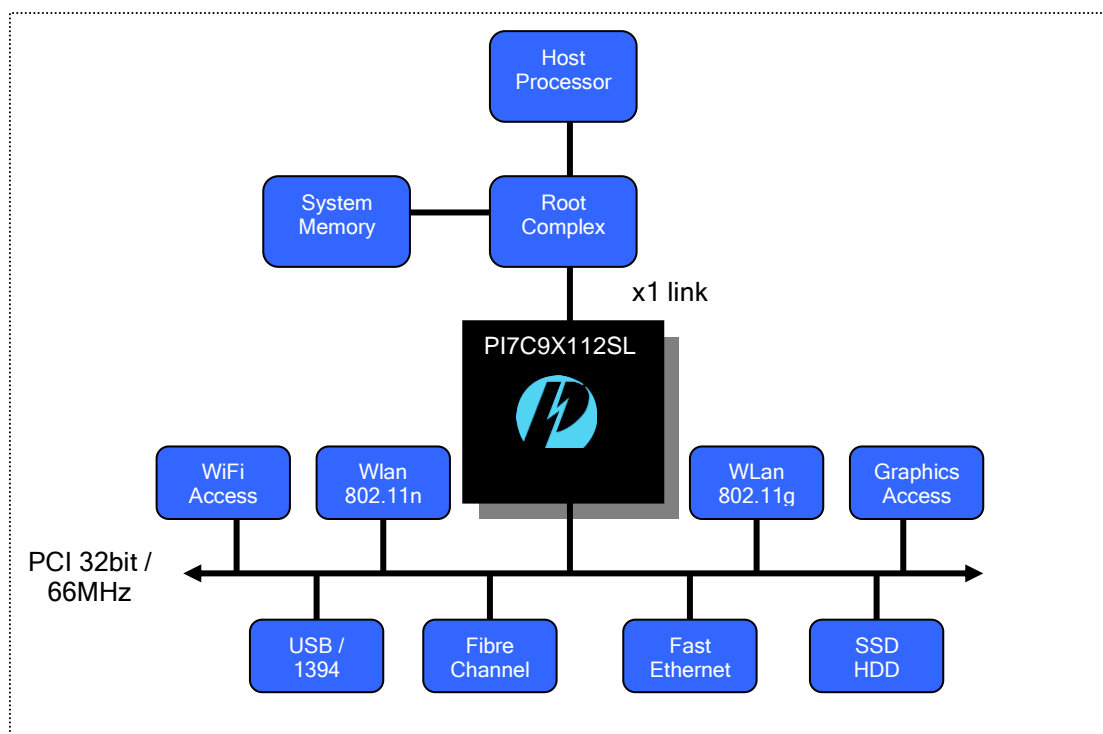 Host
Processor
System
Memory
Root
Complex
x1 link
PI7C9X112SL
WiFi
Access
Wlan
802.11n
WLan
802.11g
Graphics
Access
PCI 32bit /
66MHz
USB /
1394
Fibre
Channel
Fast
Ethernet
SSD
HDD